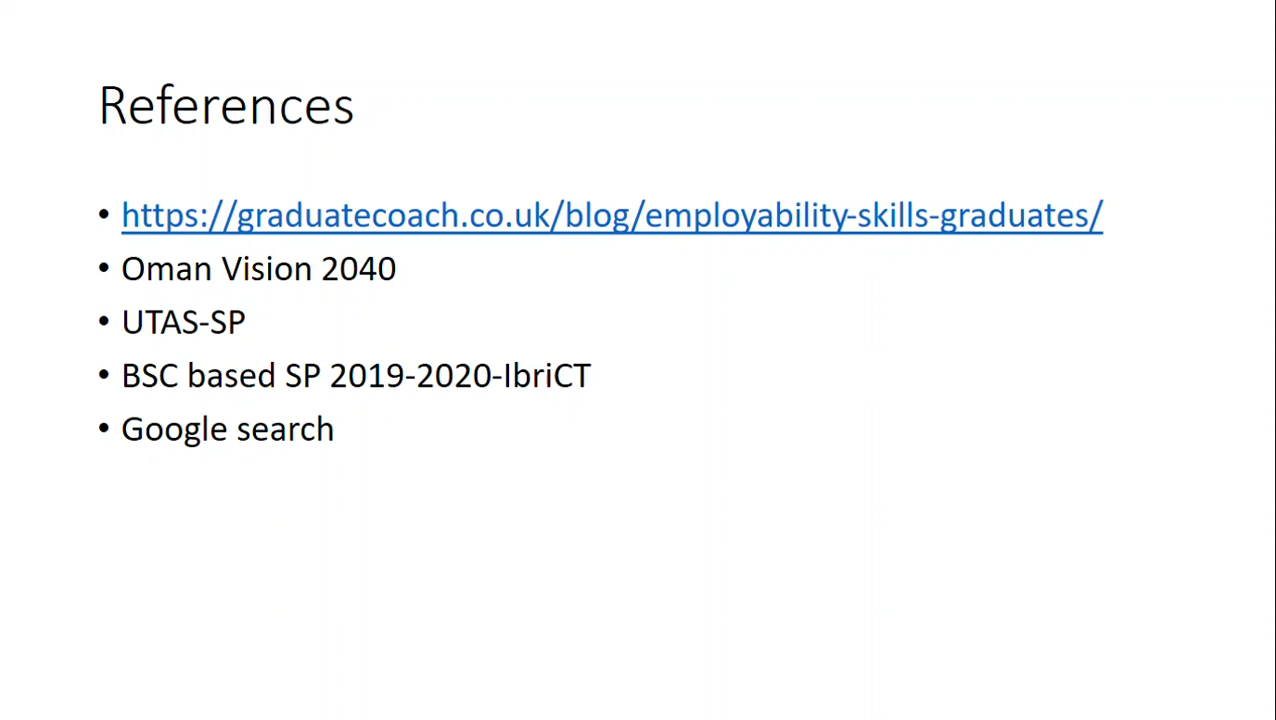 References
• https://graduatecoach.co.uk/blog/employability-skills-graduates/
• Oman Vision 2040
• UTAS-SP
• BSC based SP 2019-2020-IbriCT
• Google search